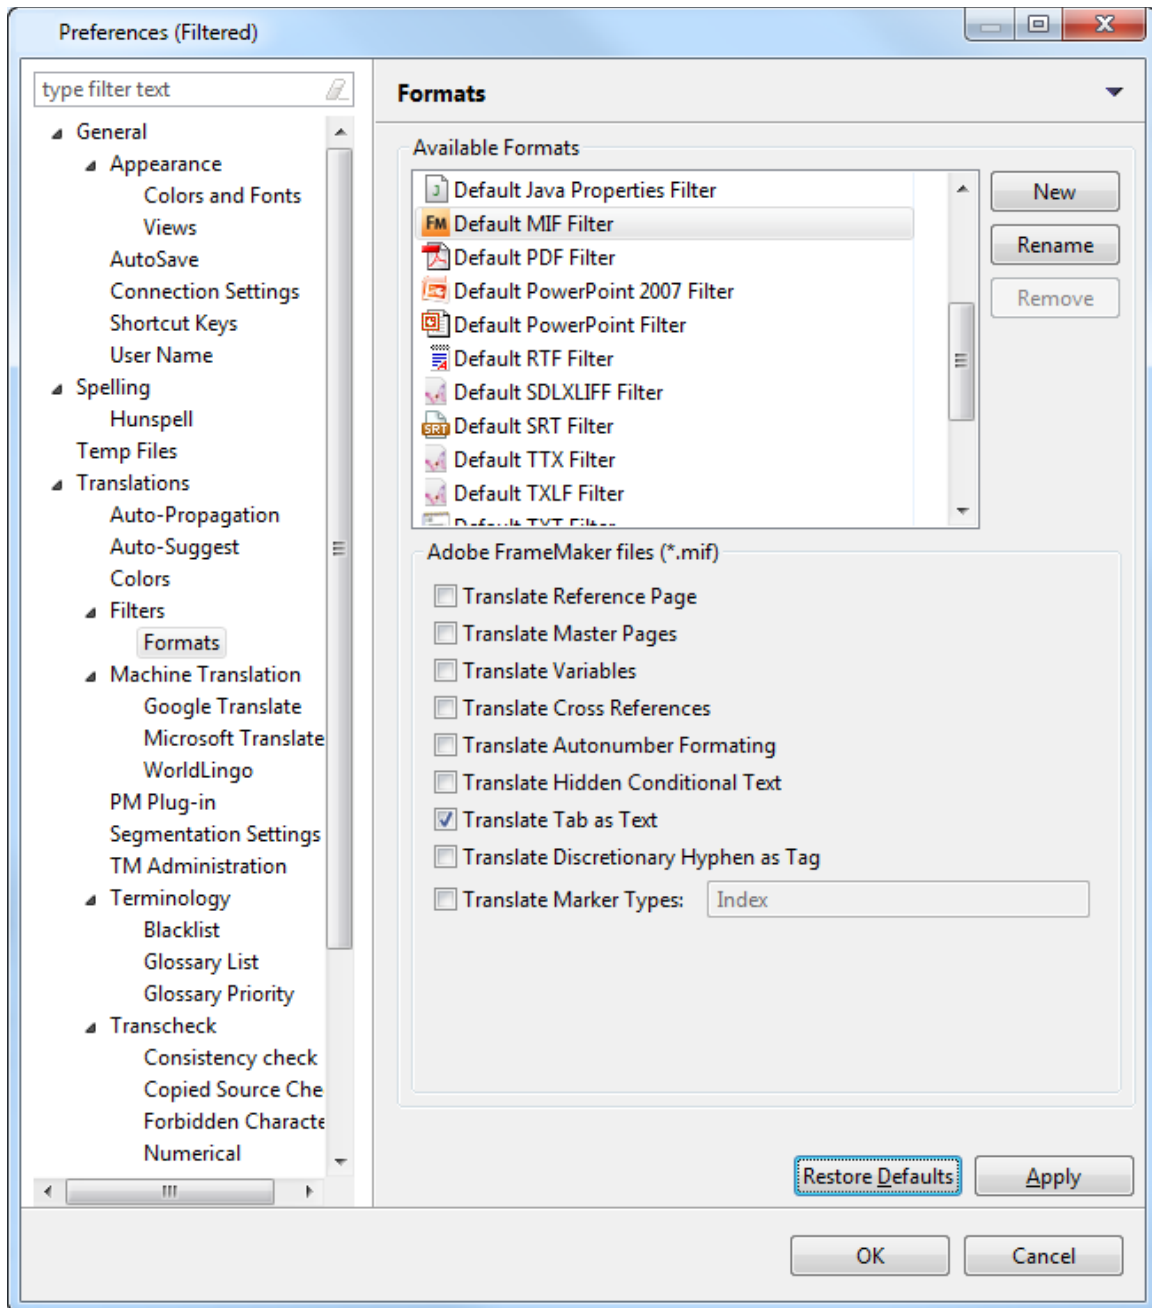 Preferences (Filtered)
type filter text
General
Appearance
Colors and Fonts
Views
AutoSave
Connection Settings
Shortcut Keys
User Name
Spelling
Hunspell
Temp Files
Translations
Auto-Propagation
Auto-Suggest
Colors
Filters
Formats
Machine Translation
Google Translate
Microsoft Translate
WorldLingo
PM Plug-in
Segmentation Settings
TM Administration
Terminology
Blacklist
Glossary List
Glossary Priority
Transcheck
Consistency check
Copied Source Che
Forbidden Characte
Numerical
Formats
Available Formats
Default Java Properties Filter
FM Default MIF Filter
Default PDF Filter
Default PowerPoint 2007 Filter
Default PowerPoint Filter
Default RTF Filter
Default SDLXLIFF Filter
SRT Default SRT Filter
Default TTX Filter
Default TXLF Filter
Default TXT Filter
New
Rename
Remove
Adobe FrameMaker files (*.mif)
Translate Reference Page
Translate Master Pages
Translate Variables
Translate Cross References
Translate Autonumber Formating
Translate Hidden Conditional Text
Translate Tab as Text
Translate Discretionary Hyphen as Tag
Translate Marker Types: Index
Restore Defaults
Apply
OK
Cancel